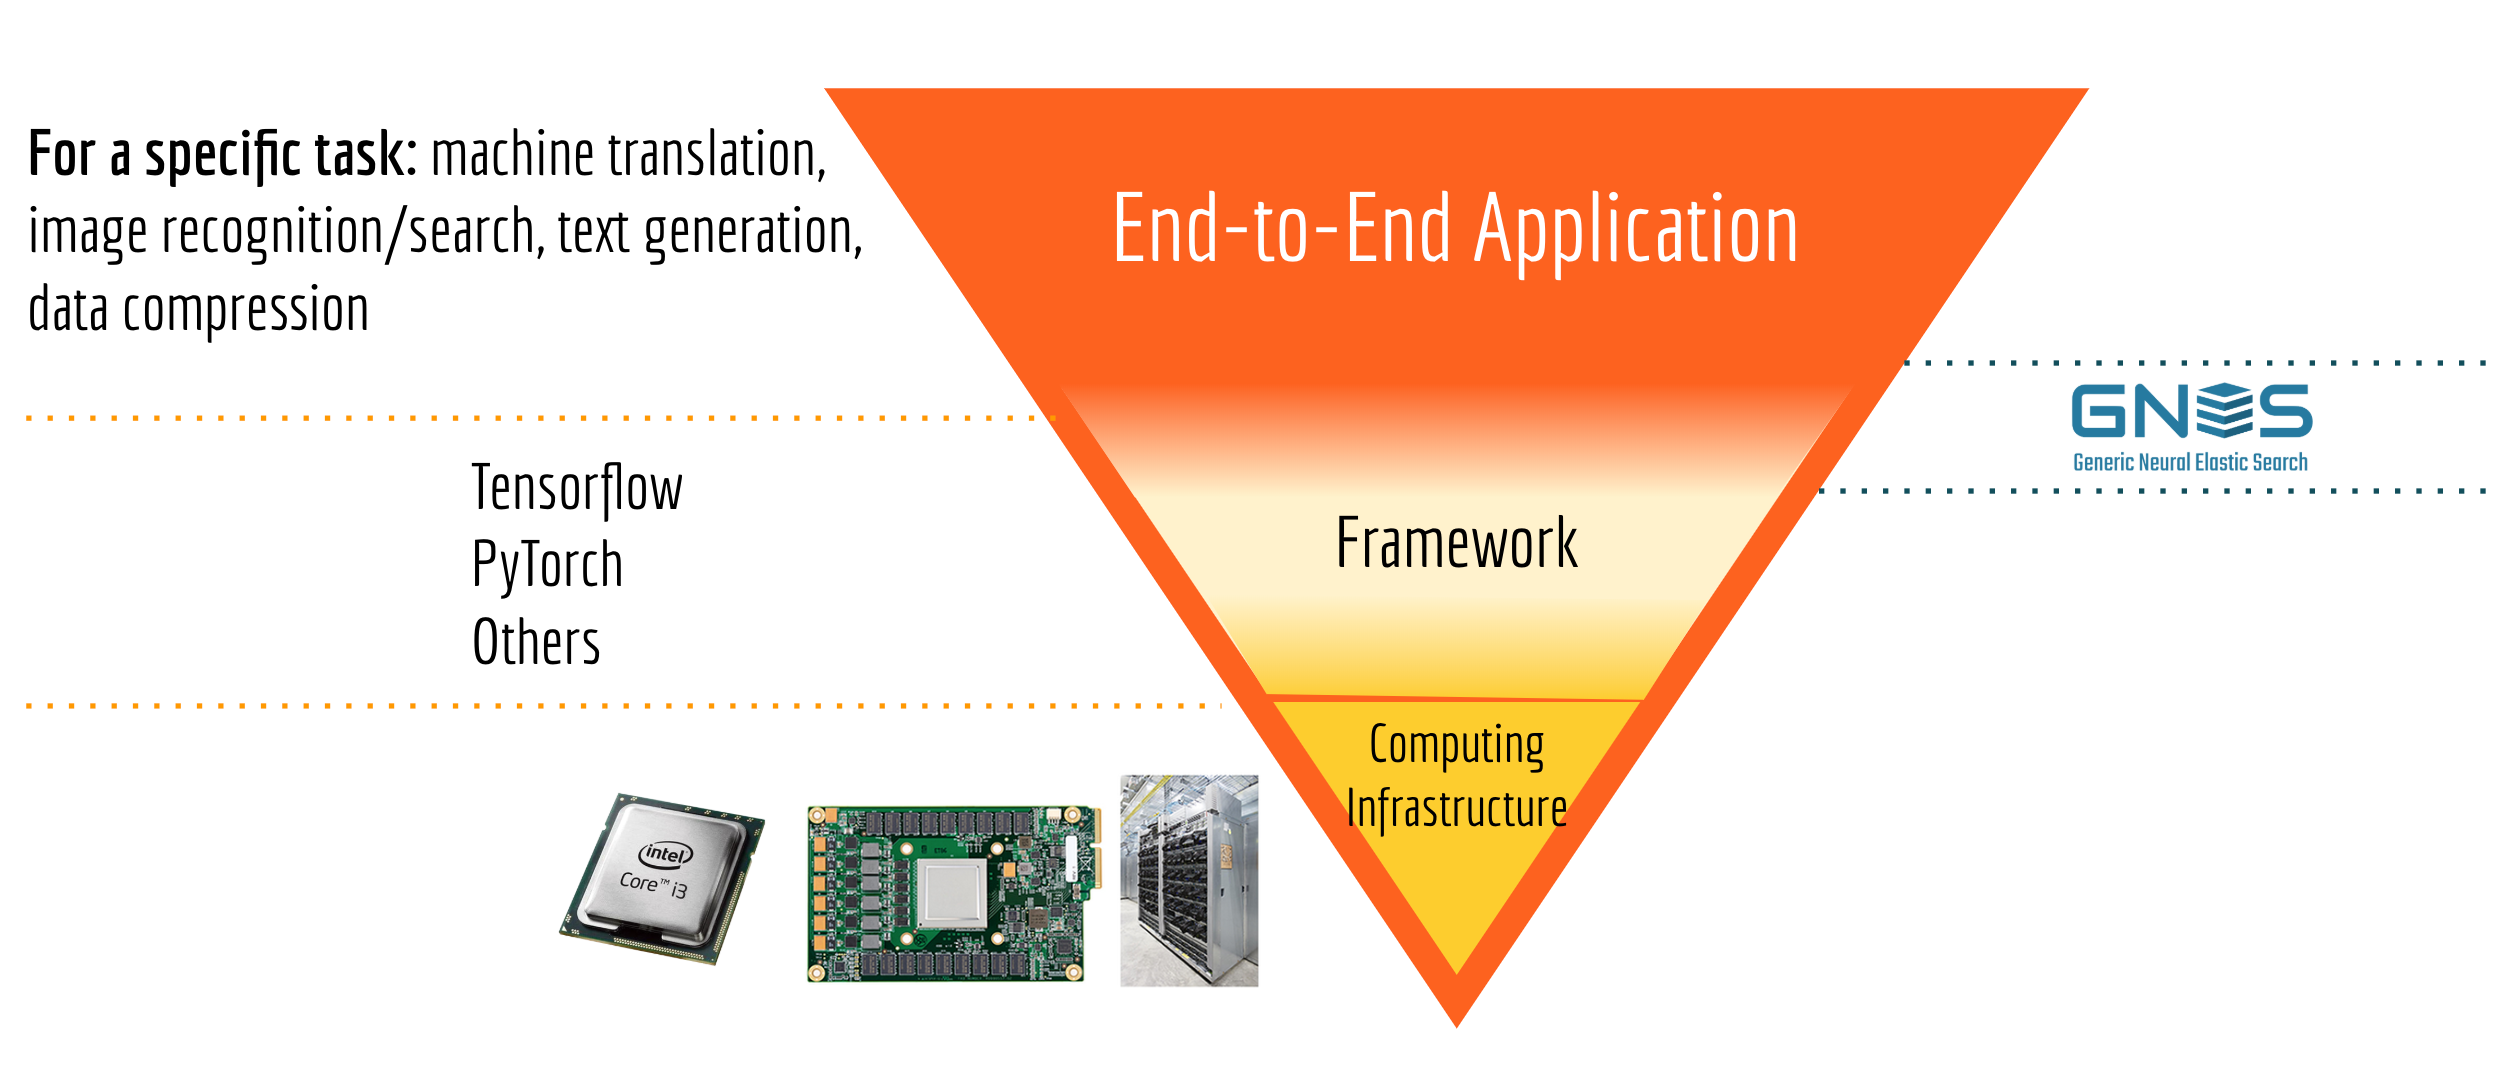 For a specific task: machine translation,
image recognition/search, text generation,
data compression
End-to-End Application
GNES
Generic Neural Elastic Search
Tensorflow
PyTorch
Others
Framework
Computing
Infrastructure
intel
Core™ i3